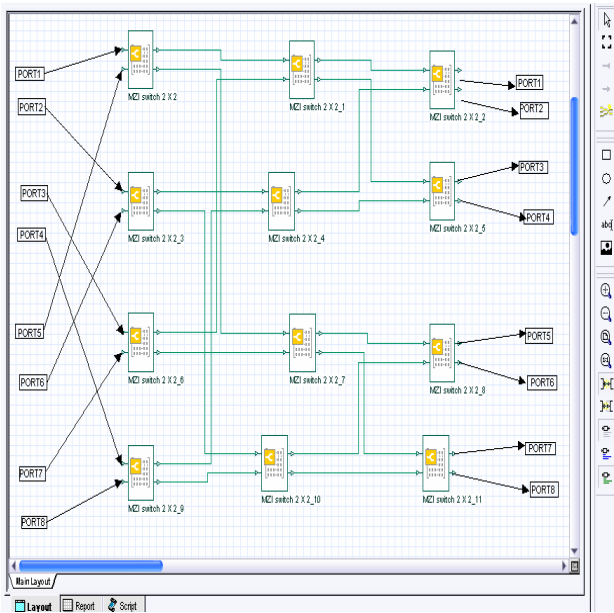 PORT1
MZI switch 2 X 2
MZI switch 2 X 2_1
MZI switch 2 X 2_2
PORT1
PORT2
PORT2
PORT3
MZI switch 2 X 2_3
MZI switch 2 X 2_4
MZI switch 2 X 2_5
PORT3
PORT4
PORT4
PORT5
MZI switch 2 X 2_6
MZI switch 2 X 2_7
MZI switch 2 X 2_8
PORT5
PORT6
PORT6
PORT7
MZI switch 2 X 2_9
MZI switch 2 X 2_10
MZI switch 2 X 2_11
PORT7
PORT8
PORT8
Main Layout
Layout Report Script